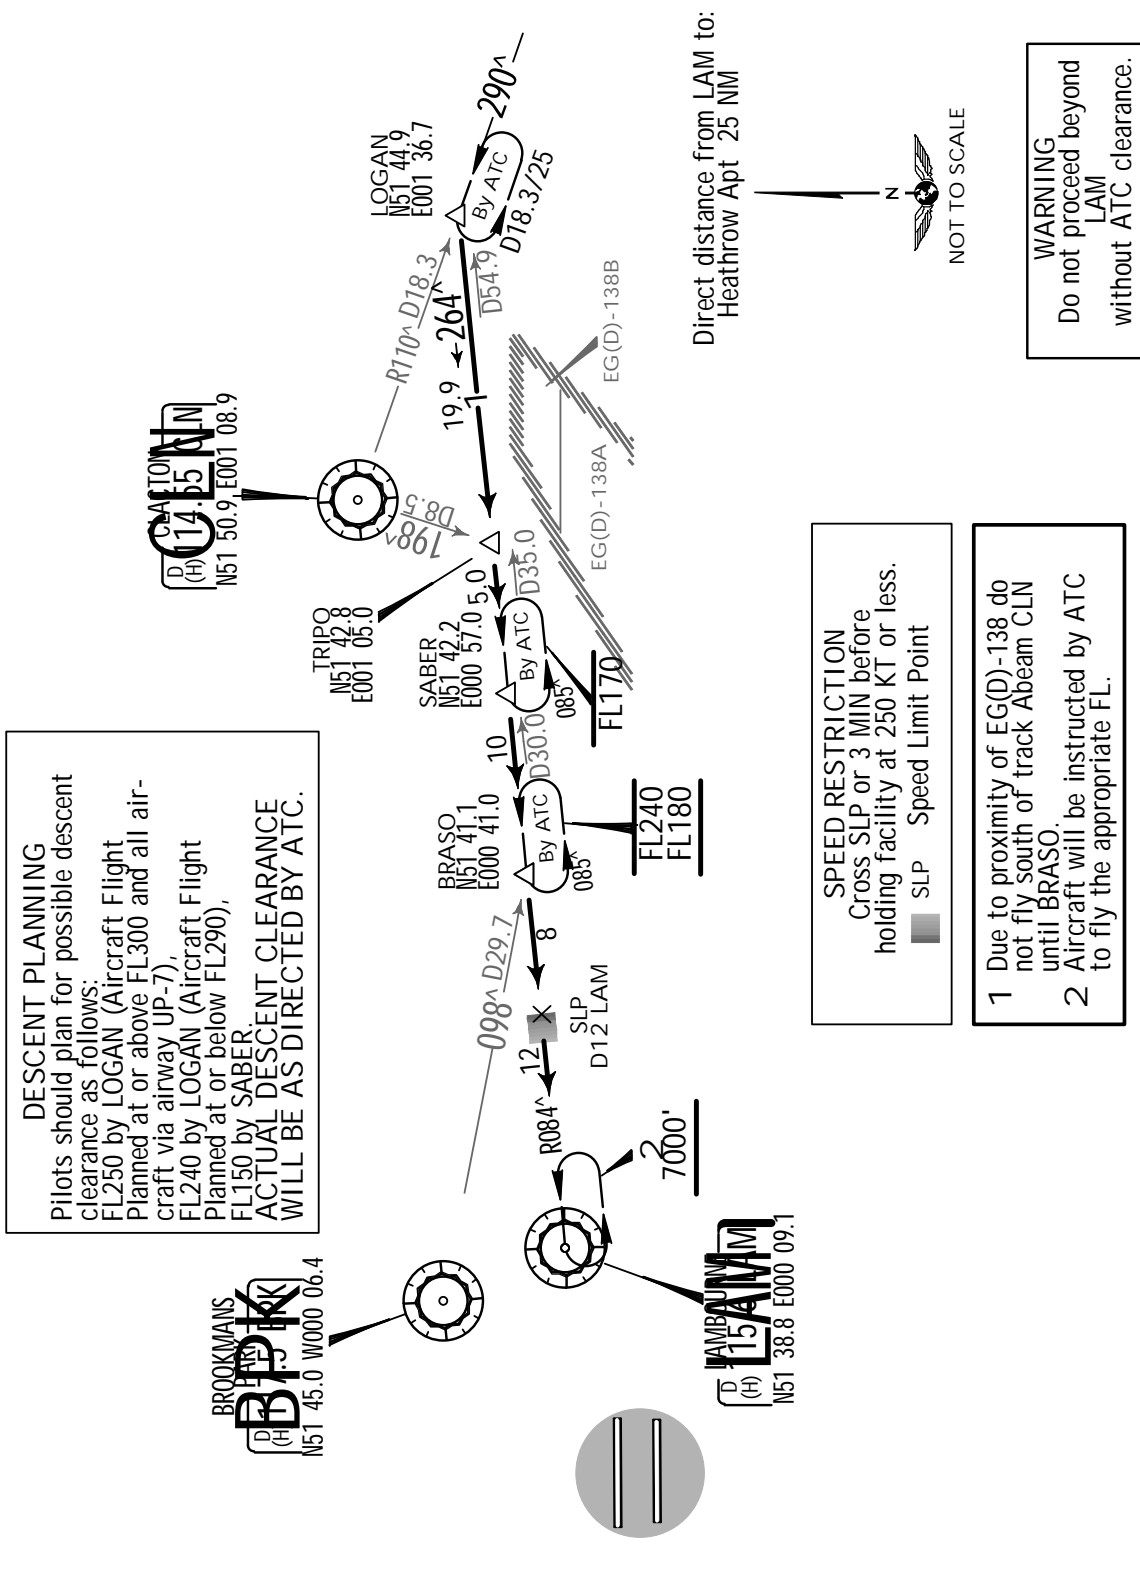 DESCENT PLANNING
Pilots should plan for possible descent
clearance as follows:
FL250 by LOGAN (Aircraft Flight
Planned at or above FL300 and all air-
craft via airway UP-7),
FL240 by LOGAN (Aircraft Flight
Planned at or below FL290),
FL150 by SABER.
ACTUAL DESCENT CLEARANCE
WILL BE AS DIRECTED BY ATC.
BROOKMANS
PARK
D
(H)
BPK
N51 45.0 W000 06.4
CLACTON
D
(H)
114.55 CLN
CLN
N51 50.9 E001 08.9
LOGAN
N51 44.9
E001 36.7
290^
By ATC
D18.3/25
R110^ D18.3
264^
19.9
1
D54.9
198^
D8.5
TRIPO
N51 42.8
E001 05.0
5.0
SABER
N51 42.2
E000 57.0
D35.0
By ATC
085^
FL170
10
D30.0
BRASO
N51 41.1
E000 41.0
By ATC
085^
FL240
FL180
098^ D29.7
8
SLP
D12 LAM
12
R084^
2
7000'
LAMBOURNE
D
(H)
LAM
N51 38.8 E000 09.1
EG(D)-138A
EG(D)-138B
Direct distance from LAM to:
Heathrow Apt 25 NM
N
NOT TO SCALE
SPEED RESTRICTION
Cross SLP or 3 MIN before
holding facility at 250 KT or less.
SLP Speed Limit Point
1 Due to proximity of EG(D)-138 do
not fly south of track Abeam CLN
until BRASO.
2 Aircraft will be instructed by ATC
to fly the appropriate FL.
WARNING
Do not proceed beyond
LAM
without ATC clearance.